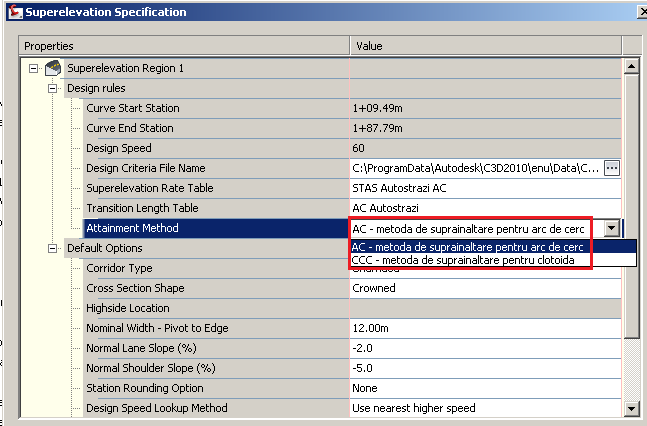 Superelevation Specification
Properties Value
Superelevation Region 1
Design rules
Curve Start Station 1+09.49m
Curve End Station 1+87.79m
Design Speed 60
Design Criteria File Name C:\ProgramData\Autodesk\C3D2010\enu\Data\C... ...
Superelevation Rate Table STAS Autostrazi AC
Transition Length Table AC Autostrazi
Attainment Method AC - metoda de suprainaltare pentru arc de cerc
AC - metoda de suprainaltare pentru arc de cerc
Default Options
CCC - metoda de suprainaltare pentru clotoida
Corridor Type
Cross Section Shape Crowned
Highside Location
Nominal Width - Pivot to Edge 12.00m
Normal Lane Slope (%) -2.0
Normal Shoulder Slope (%) -5.0
Station Rounding Option None
Design Speed Lookup Method Use nearest higher speed